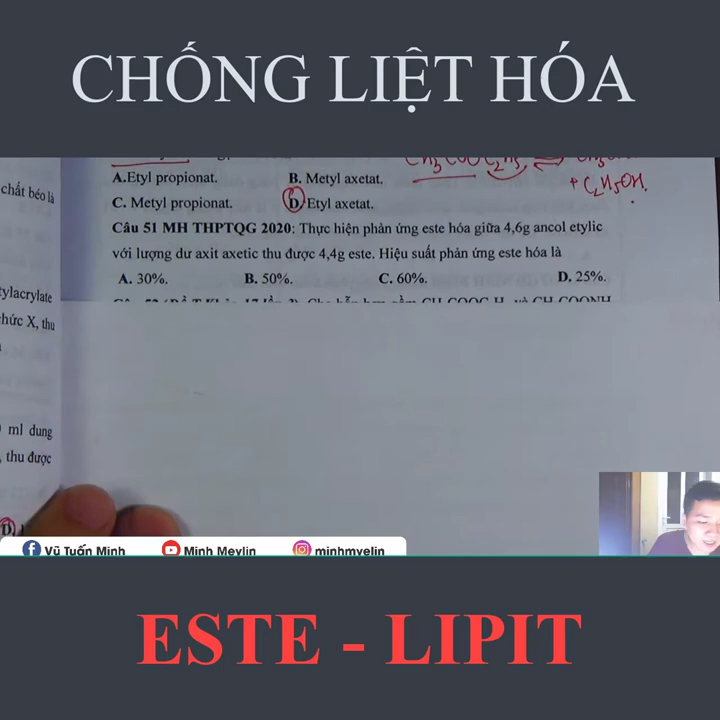 CHỐNG LIỆT HÓA
chất béo là
A.Etyl propionat. B. Metyl axetat.
+ C₂H₅OH.
C. Metyl propionat. D. Etyl axetat.
Câu 51 MH THPTQG 2020: Thực hiện phản ứng este hóa giữa 4,6g ancol etylic
với lượng dư axit axetic thu được 4,4g este. Hiệu suất phản ứng este hóa là
A. 30%. B. 50%. C. 60%. D. 25%.
tylacrylate
hức X, thu
ml dung
, thu được
D.
Vũ Tuấn Minh Minh Meylin minhmyelin
ESTE - LIPIT